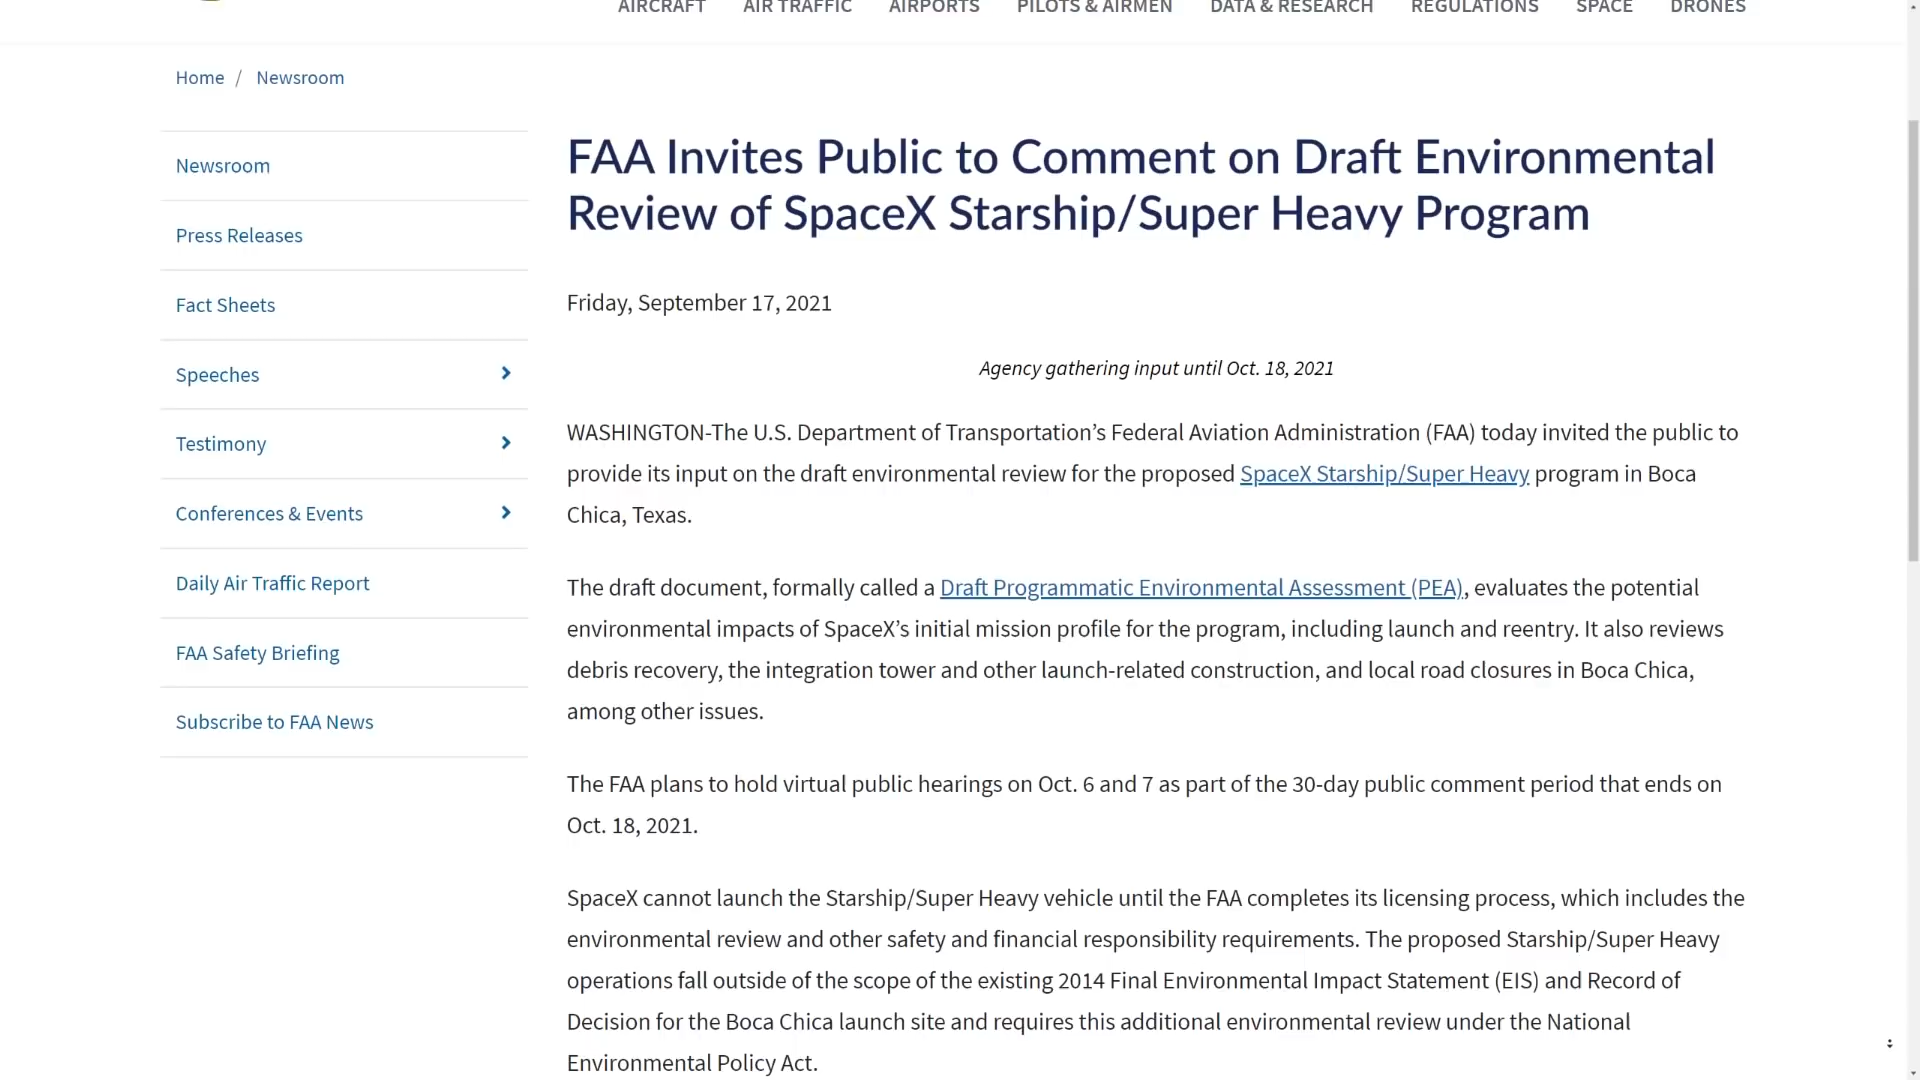 AIRCRAFT AIR TRAFFIC AIRPORTS PILOTS & AIRMEN DATA & RESEARCH REGULATIONS SPACE DRONES
Home / Newsroom
Newsroom
Press Releases
Fact Sheets
Speeches
Testimony
Conferences & Events
Daily Air Traffic Report
FAA Safety Briefing
Subscribe to FAA News
FAA Invites Public to Comment on Draft Environmental
Review of SpaceX Starship/Super Heavy Program
Friday, September 17, 2021
Agency gathering input until Oct. 18, 2021
WASHINGTON-The U.S. Department of Transportation’s Federal Aviation Administration (FAA) today invited the public to
provide its input on the draft environmental review for the proposed SpaceX Starship/Super Heavy program in Boca
Chica, Texas.
The draft document, formally called a Draft Programmatic Environmental Assessment (PEA), evaluates the potential
environmental impacts of SpaceX’s initial mission profile for the program, including launch and reentry. It also reviews
debris recovery, the integration tower and other launch-related construction, and local road closures in Boca Chica,
among other issues.
The FAA plans to hold virtual public hearings on Oct. 6 and 7 as part of the 30-day public comment period that ends on
Oct. 18, 2021.
SpaceX cannot launch the Starship/Super Heavy vehicle until the FAA completes its licensing process, which includes the
environmental review and other safety and financial responsibility requirements. The proposed Starship/Super Heavy
operations fall outside of the scope of the existing 2014 Final Environmental Impact Statement (EIS) and Record of
Decision for the Boca Chica launch site and requires this additional environmental review under the National
Environmental Policy Act.